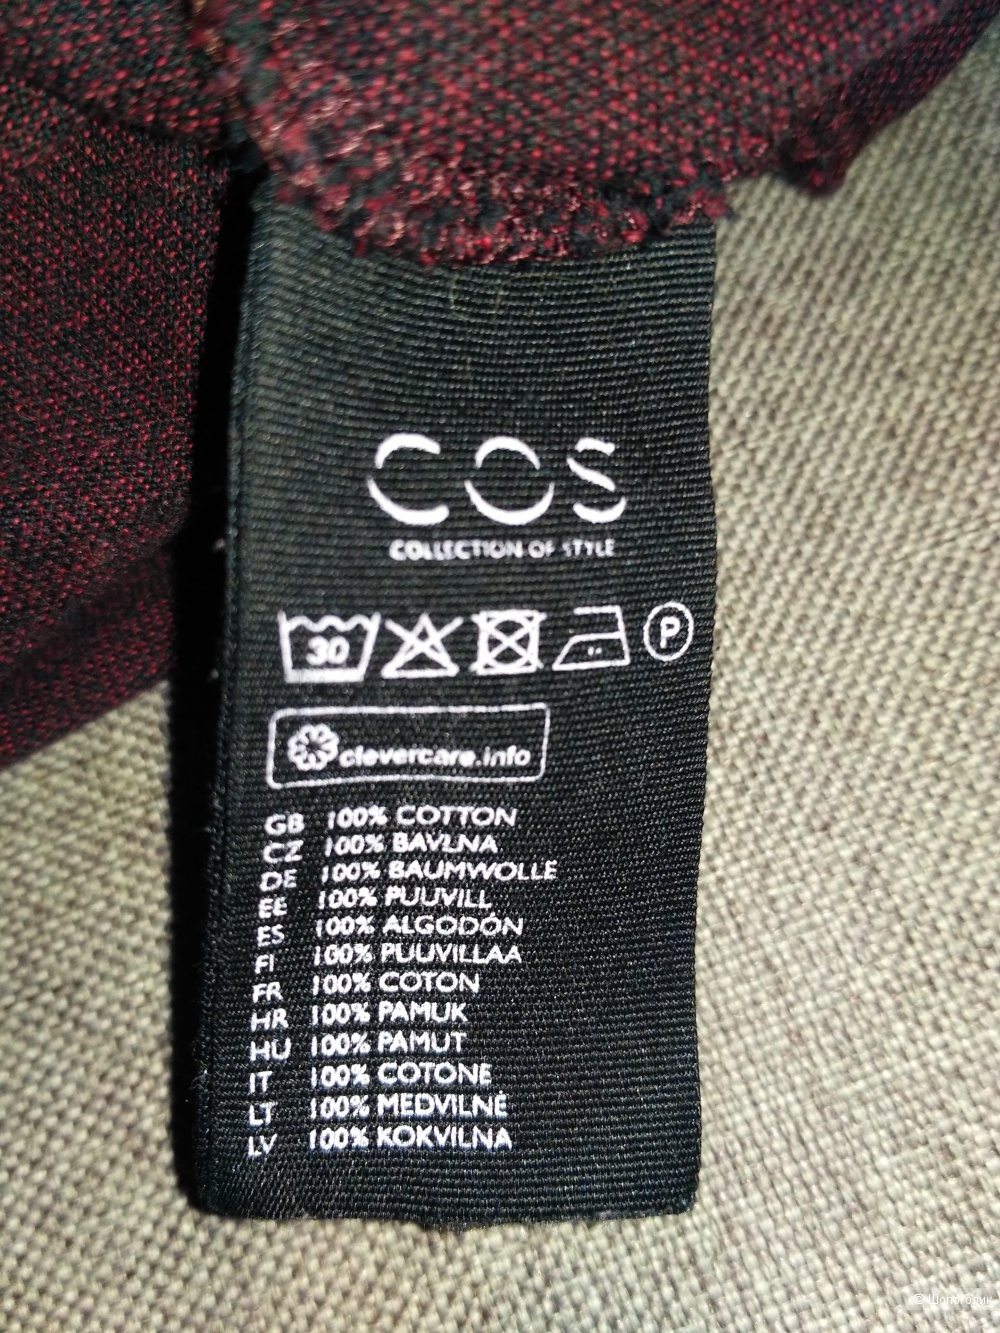 COS
COLLECTION OF STYLE
30 P
clevercare.info
GB 100% COTTON
CZ 100% BAVLNA
DE 100% BAUMWOLLE
EE 100% PUUVILL
ES 100% ALGODÓN
FI 100% PUUVILLAA
FR 100% COTON
HR 100% PAMUK
HU 100% PAMUT
IT 100% COTONE
LT 100% MEDVILNĖ
LV 100% KOKVILNA
© Шопоголик